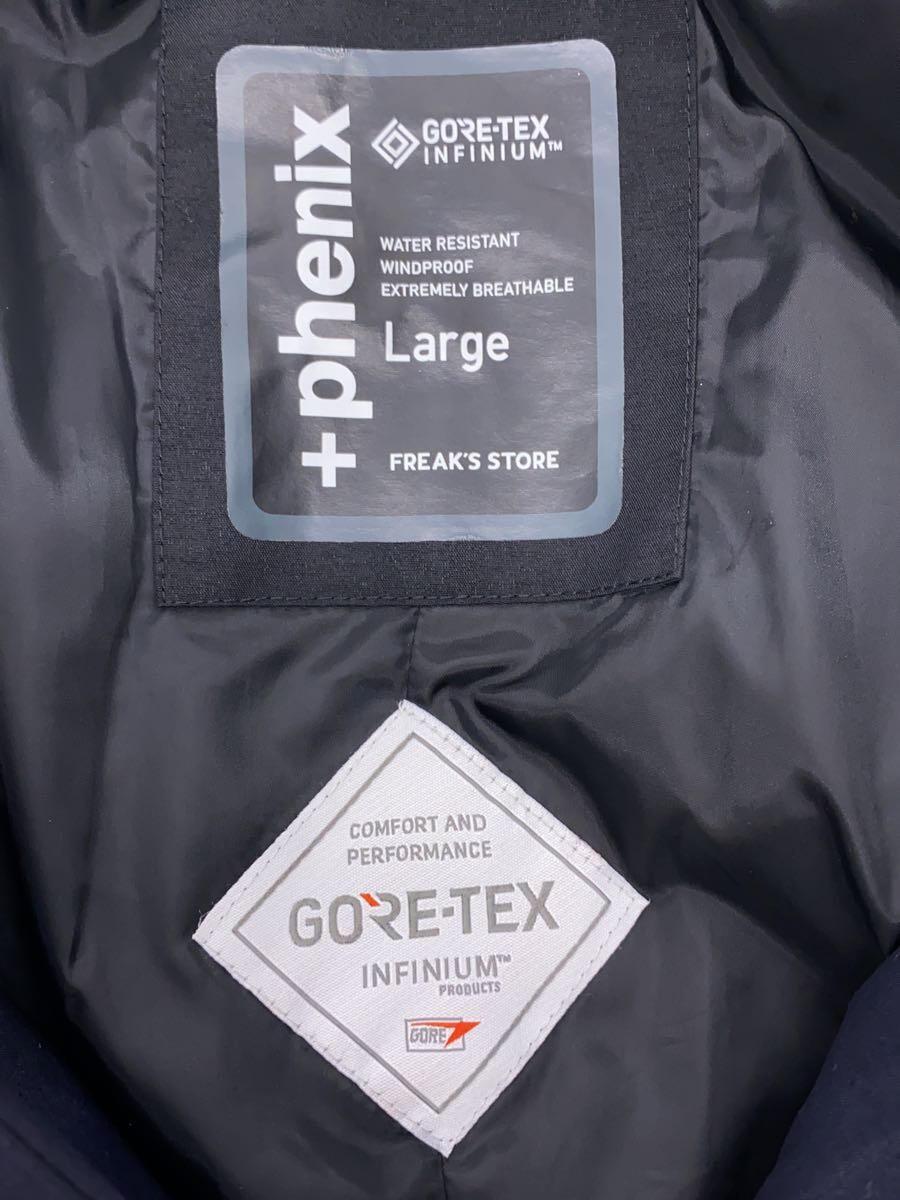 +phenix
GORE-TEX
INFINIUM™
WATER RESISTANT
WINDPROOF
EXTREMELY BREATHABLE
Large
FREAK'S STORE
COMFORT AND
PERFORMANCE
GORE-TEX
INFINIUM™
PRODUCTS
GORE